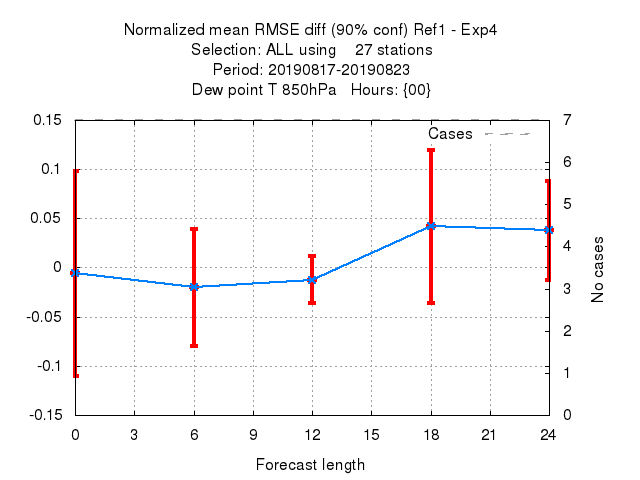 Normalized mean RMSE diff (90% conf) Ref1 - Exp4
Selection: ALL using    27 stations
Period: 20190817-20190823
Dew point T 850hPa   Hours: {00}
Cases
0.15
0.1
0.05
0
-0.05
-0.1
-0.15
7
6
5
4
3
2
1
0
No cases
0 3 6 9 12 15 18 21 24
Forecast length